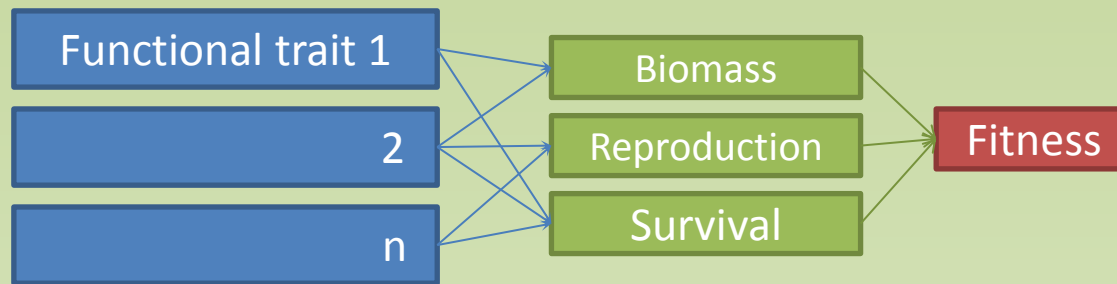 Functional trait 1
2
n
Biomass
Reproduction
Survival
Fitness